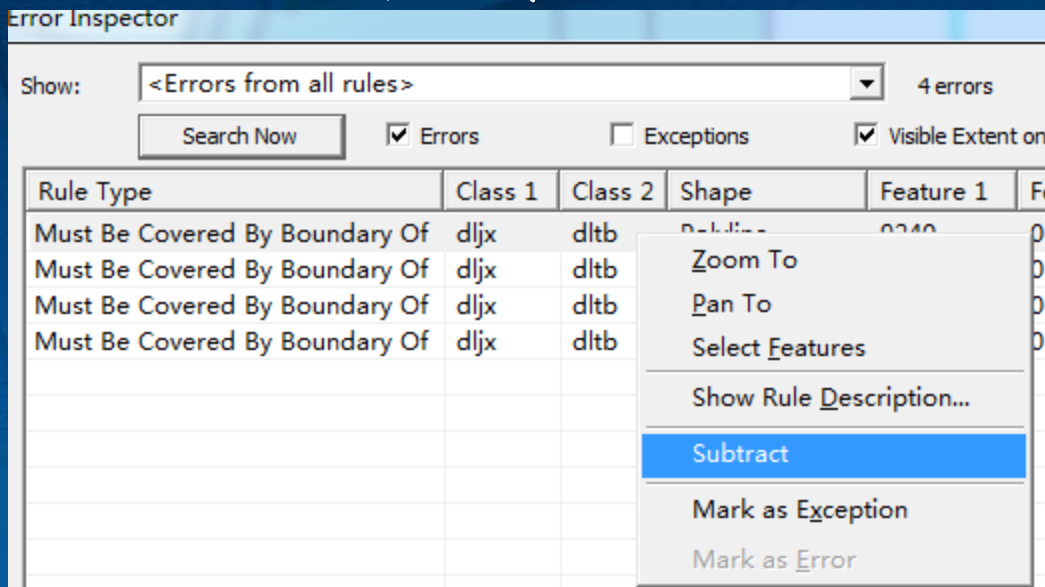 Error Inspector
Show: <Errors from all rules> 4 errors
Search Now Errors Exceptions Visible Extent on
Rule Type Class 1 Class 2 Shape Feature 1
Must Be Covered By Boundary Of dljx dltb Polyline 9240
Must Be Covered By Boundary Of dljx dltb
Must Be Covered By Boundary Of dljx dltb
Must Be Covered By Boundary Of dljx dltb
Zoom To
Pan To
Select Features
Show Rule Description...
Subtract
Mark as Exception
Mark as Error